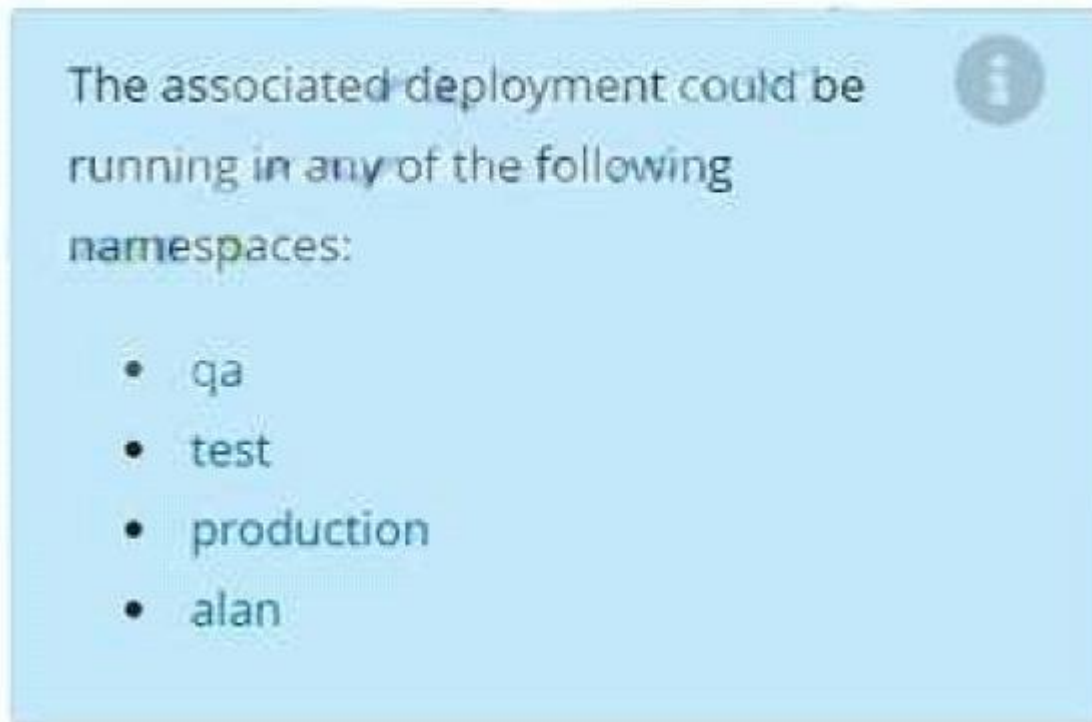 The associated deployment could be
running in any of the following
namespaces:
• qa
• test
• production
• alan